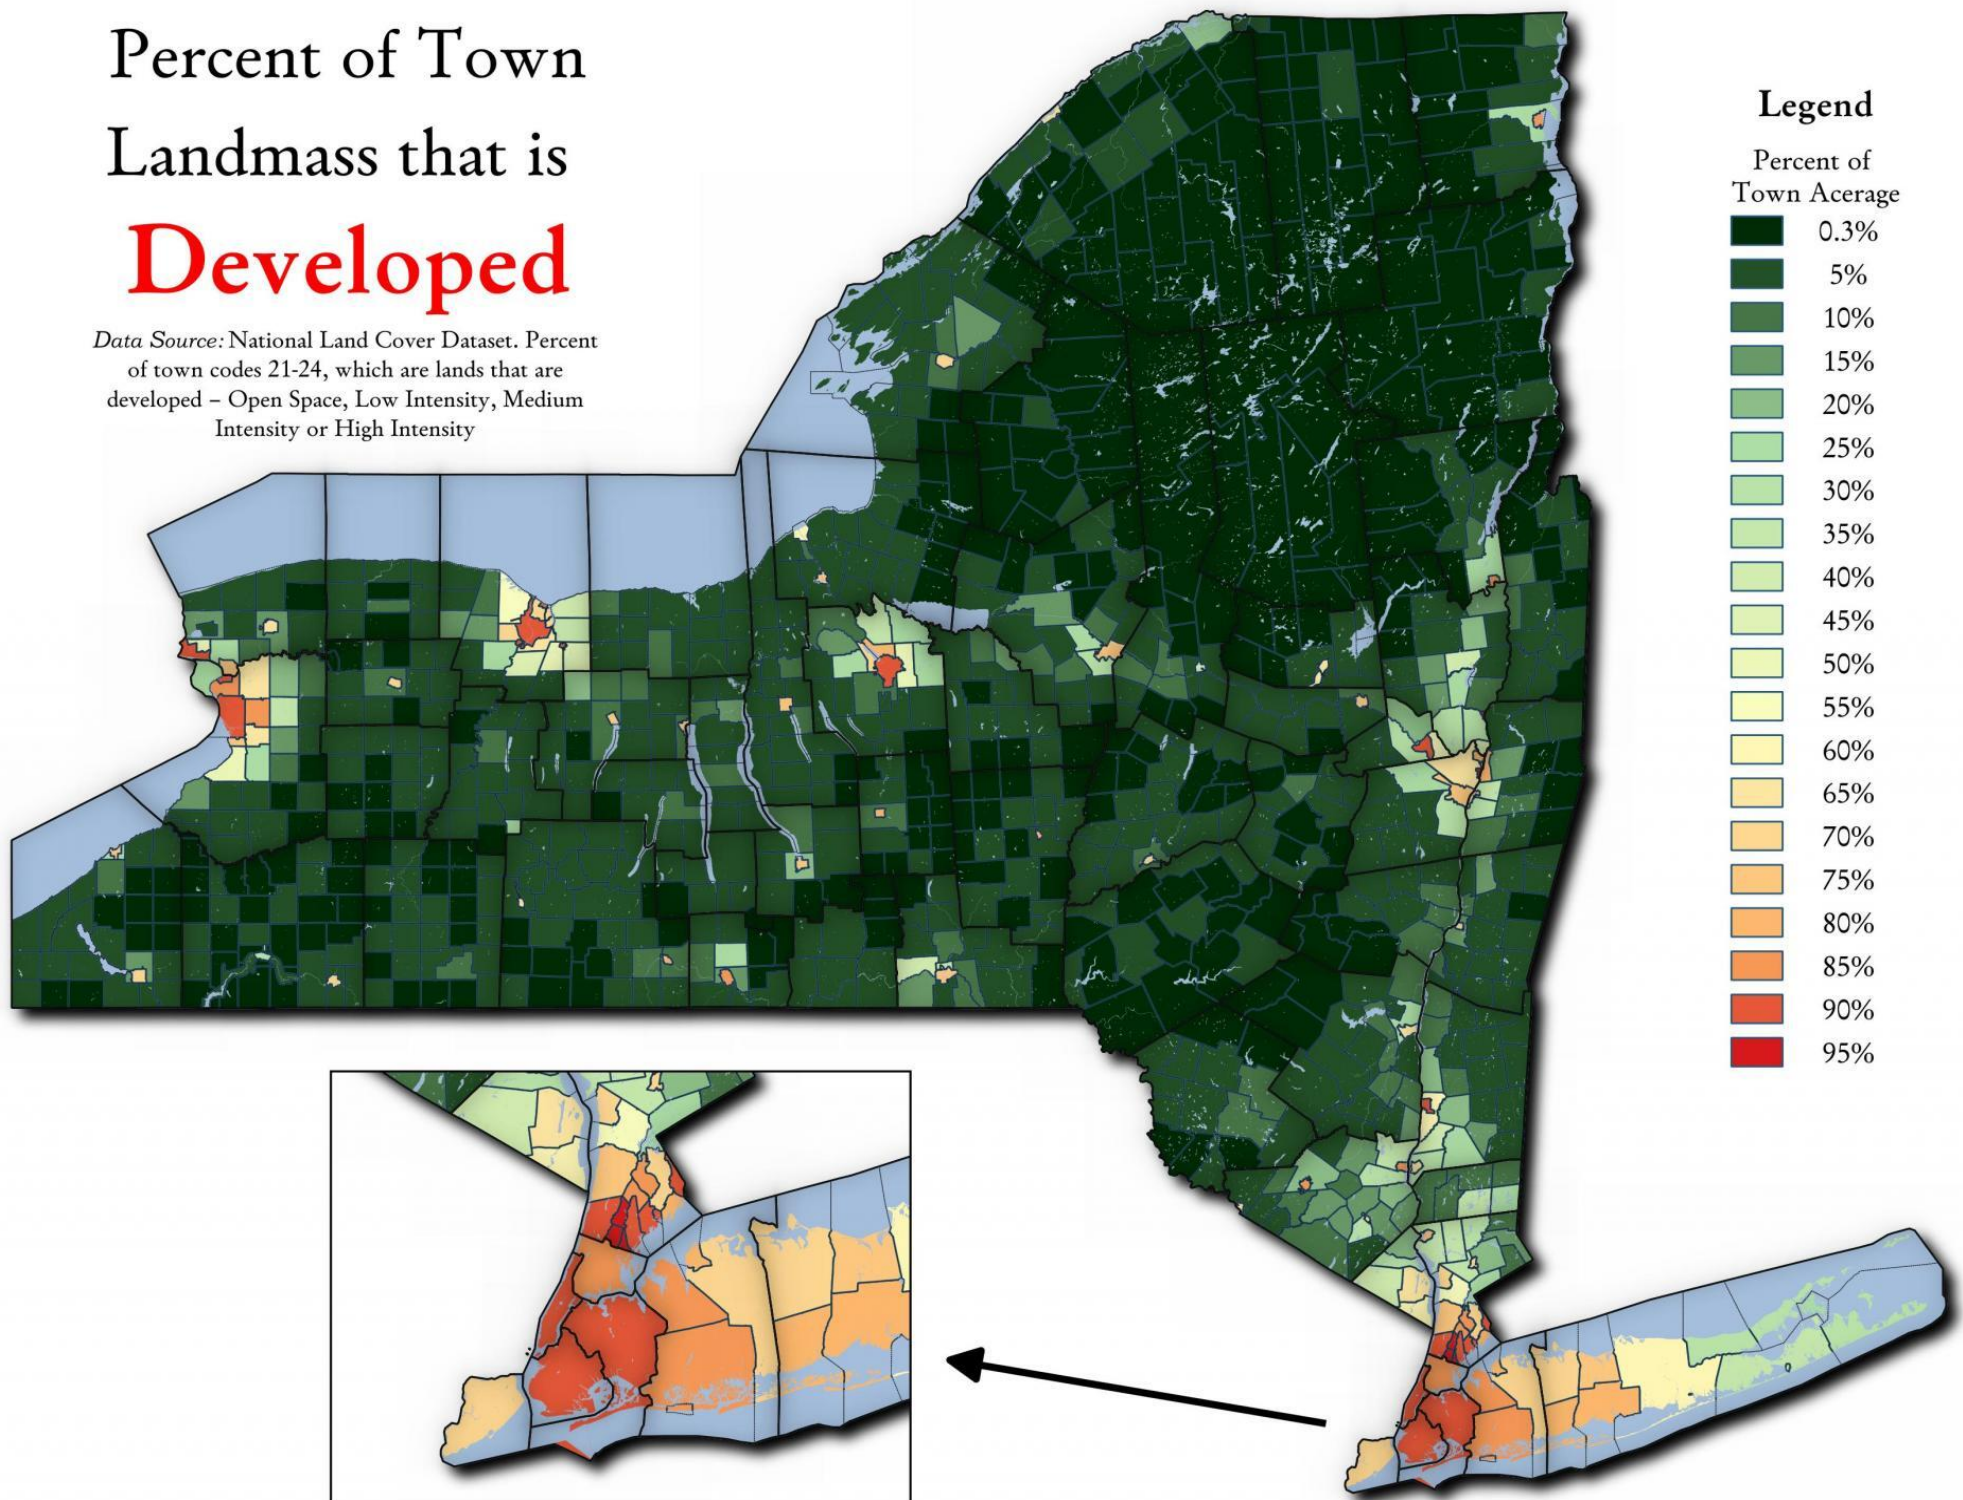 Percent of Town
Landmass that is
Developed
Data Source: National Land Cover Dataset. Percent
of town codes 21-24, which are lands that are
developed – Open Space, Low Intensity, Medium
Intensity or High Intensity
Legend
Percent of
Town Acerage
0.3%
5%
10%
15%
20%
25%
30%
35%
40%
45%
50%
55%
60%
65%
70%
75%
80%
85%
90%
95%